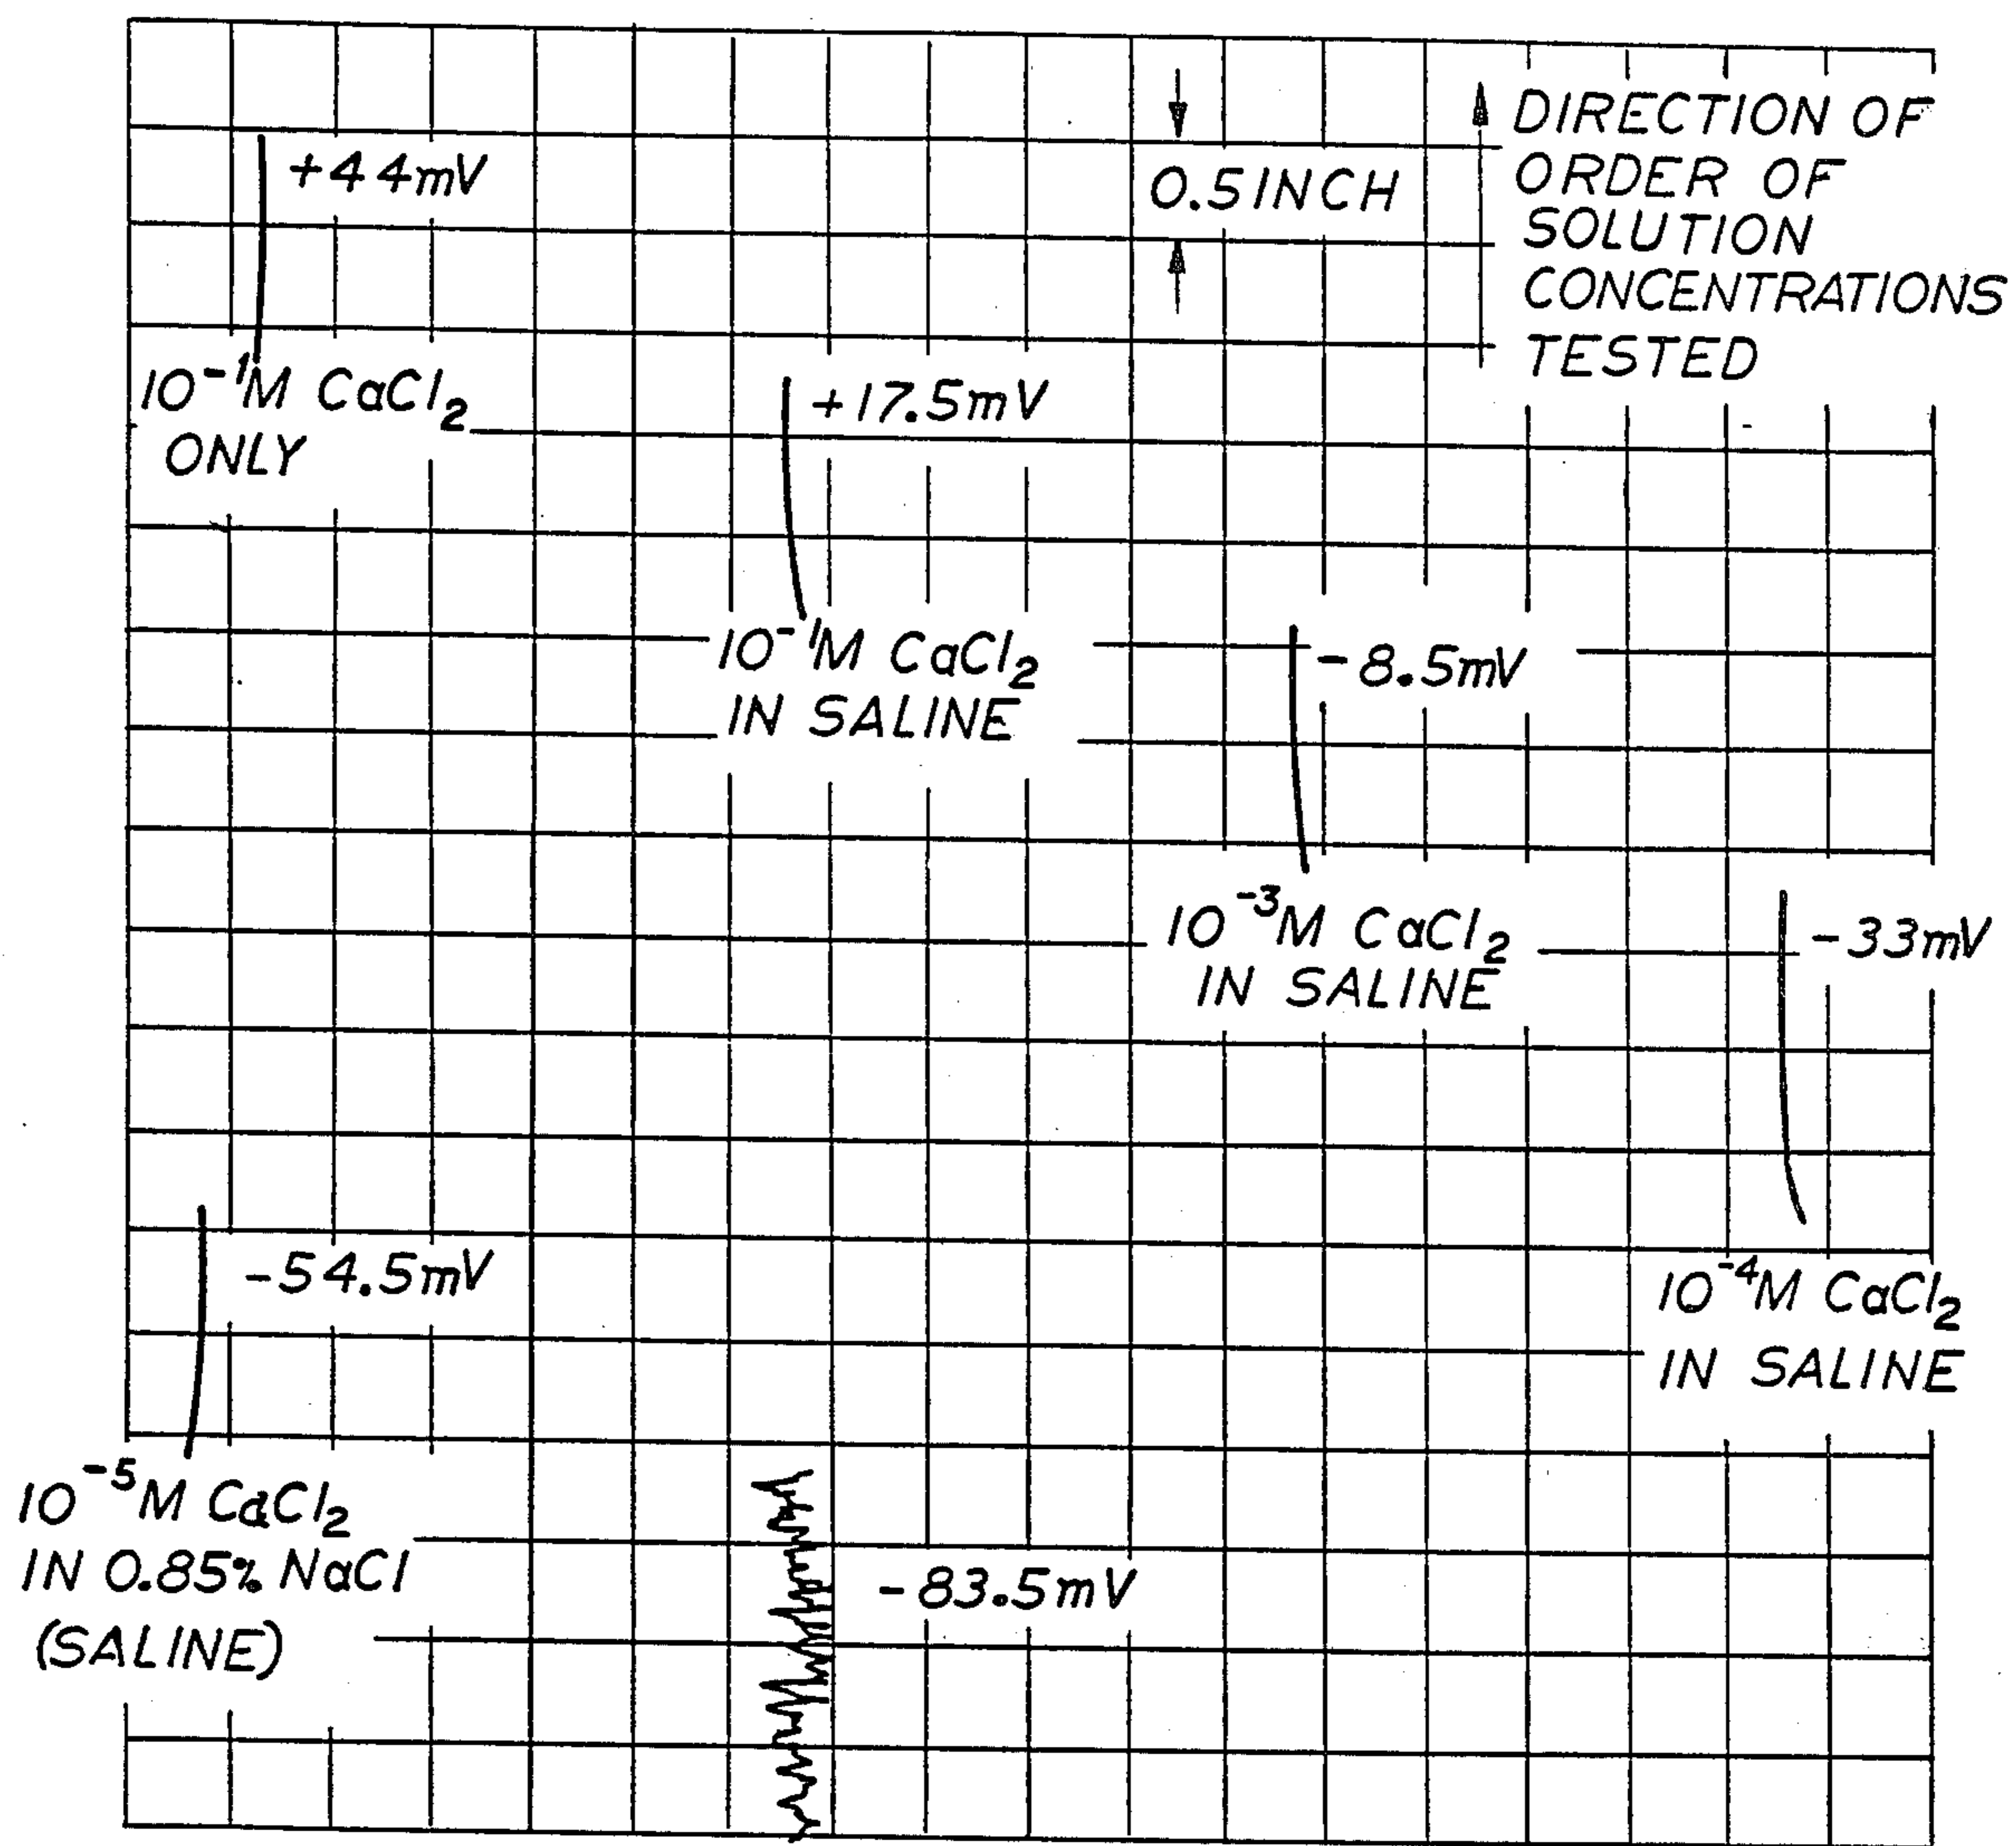 +44mV
0.5 INCH
DIRECTION OF
ORDER OF
SOLUTION
CONCENTRATIONS
TESTED
10⁻¹M CaCl₂
ONLY
+17.5mV
10⁻¹M CaCl₂
IN SALINE
-8.5mV
10⁻³M CaCl₂
IN SALINE
-33mV
-54.5mV
10⁻⁴M CaCl₂
IN SALINE
10⁻⁵M CaCl₂
IN 0.85% NaCl
(SALINE)
-83.5mV